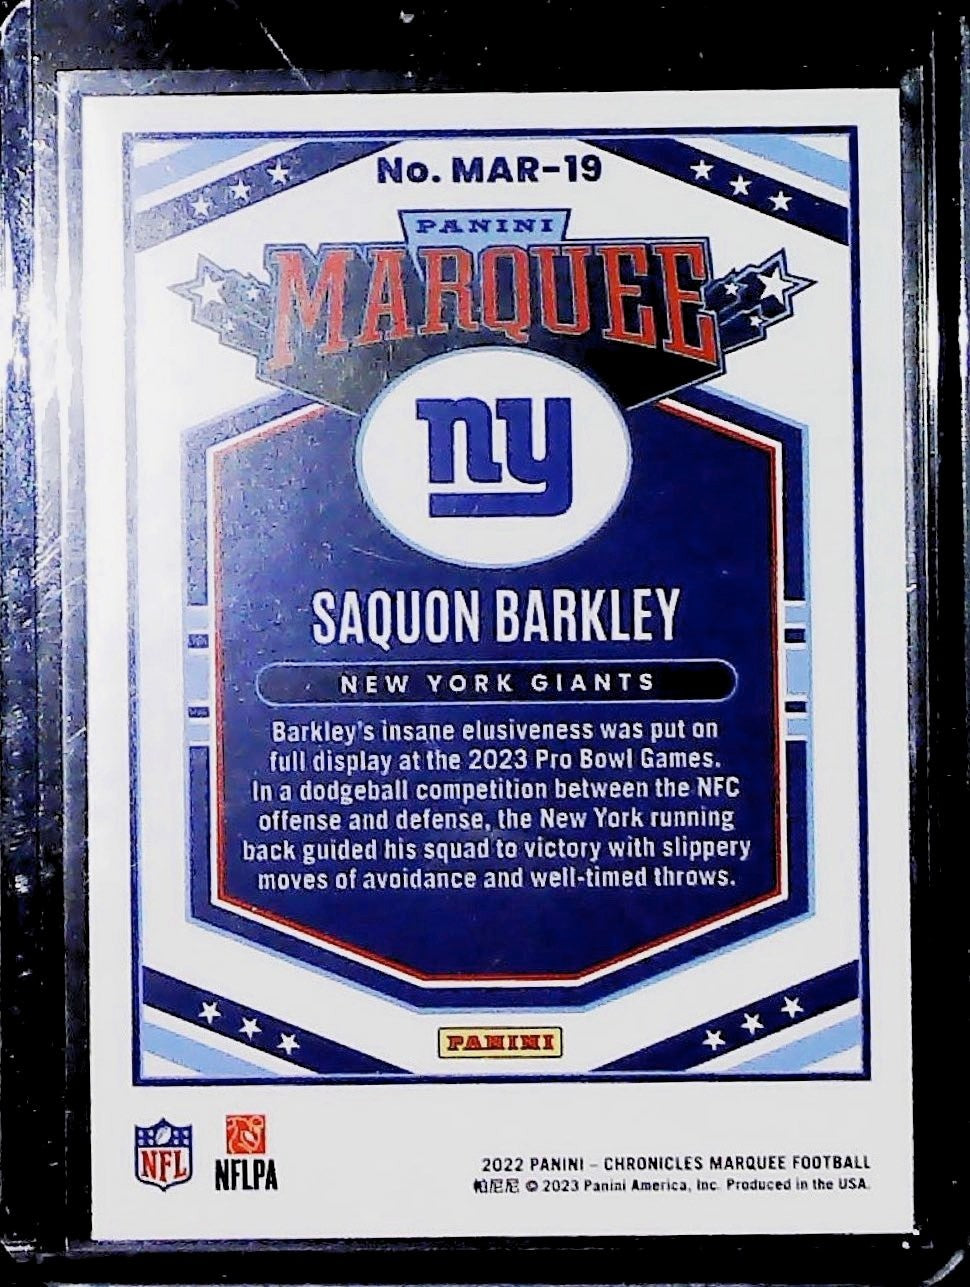 No. MAR-19
PANINI
MARQUEE
ny
SAQUON BARKLEY
NEW YORK GIANTS
Barkley's insane elusiveness was put on
full display at the 2023 Pro Bowl Games.
In a dodgeball competition between the NFC
offense and defense, the New York running
back guided his squad to victory with slippery
moves of avoidance and well-timed throws.
PANINI
NFL
NFLPA
2022 PANINI – CHRONICLES MARQUEE FOOTBALL
帕尼尼 © 2023 Panini America, Inc. Produced in the USA.